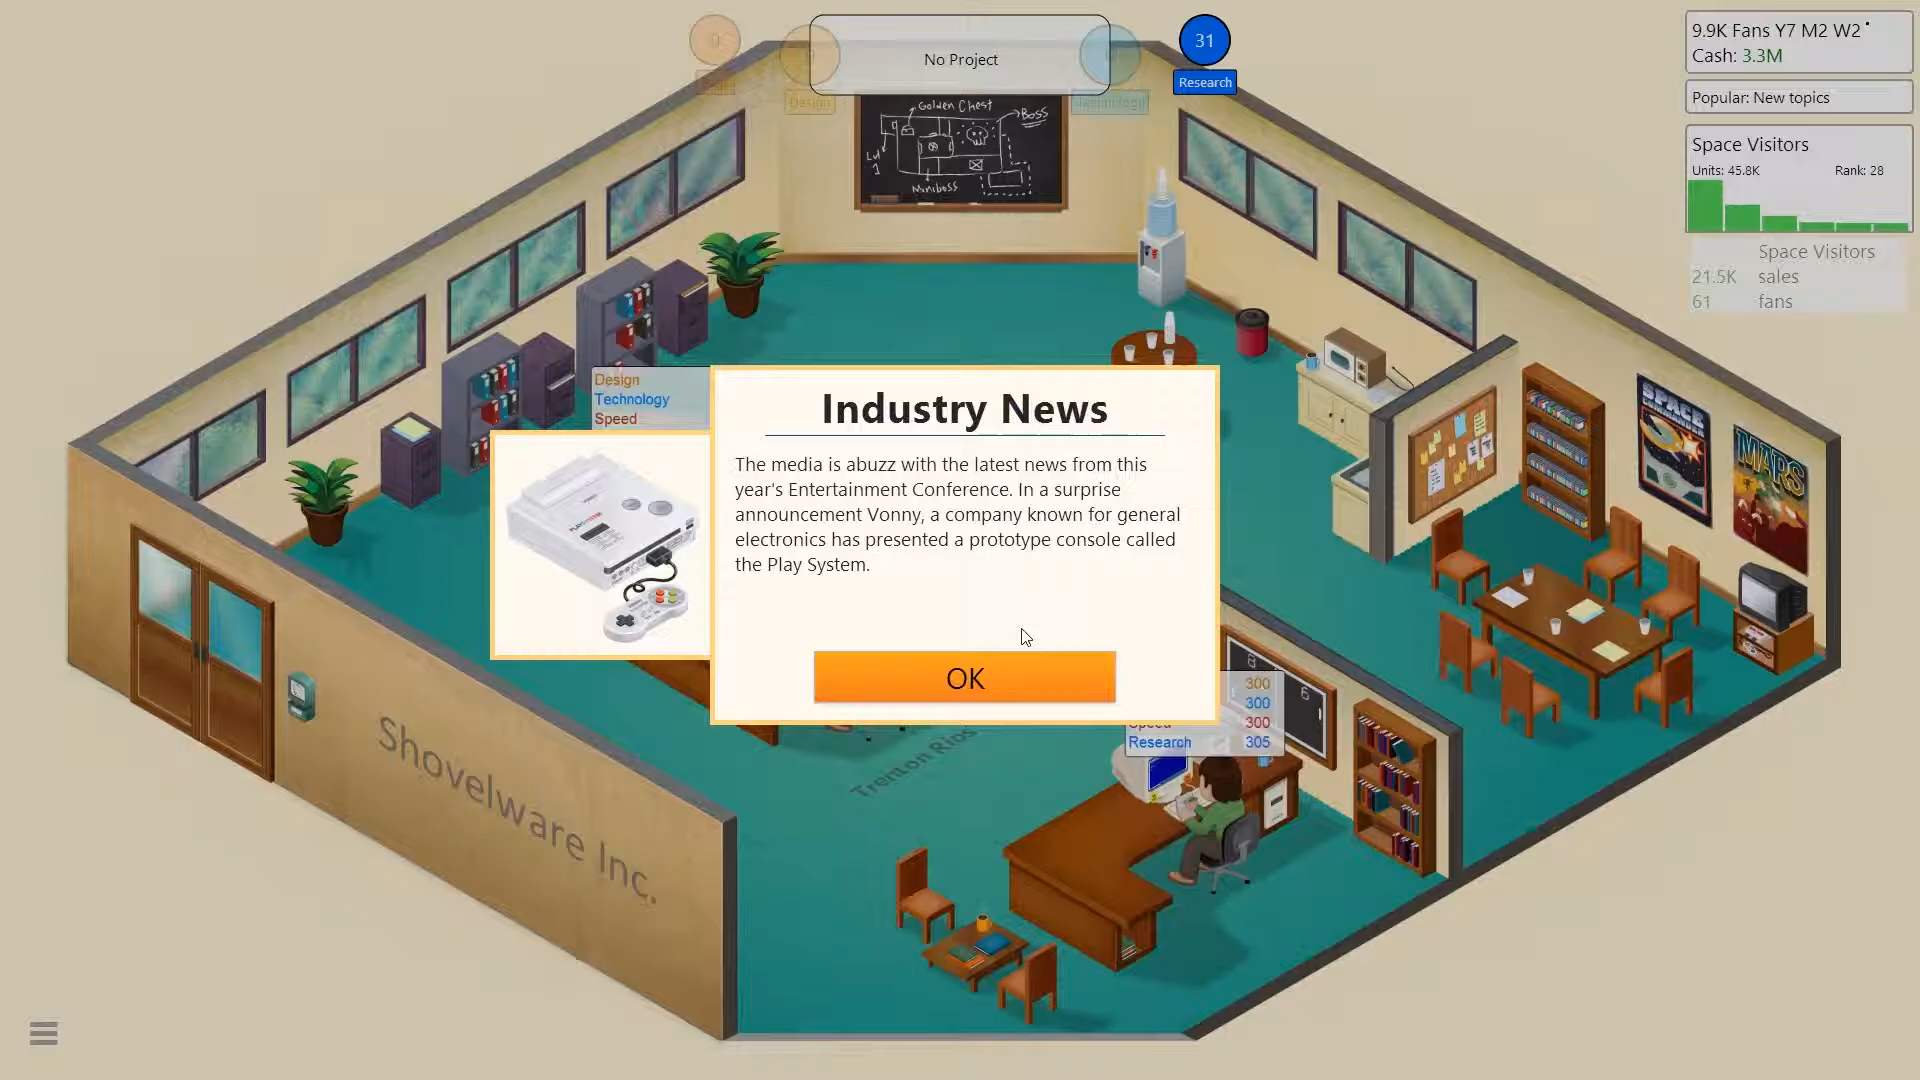 No Project
31
Research
Design
9.9K Fans Y7 M2 W2
Cash: 3.3M
Popular: New topics
Space Visitors
Units: 45.8K Rank: 28
Space Visitors
21.5K sales
61 fans
Golden Chest
Boss
Lvl
1
Miniboss
Design
Technology
Speed
Industry News
The media is abuzz with the latest news from this
year's Entertainment Conference. In a surprise
announcement Vonny, a company known for general
electronics has presented a prototype console called
the Play System.
OK
300
300
Speed 300
Research 305
SPACE
MARS
Shovelware Inc.